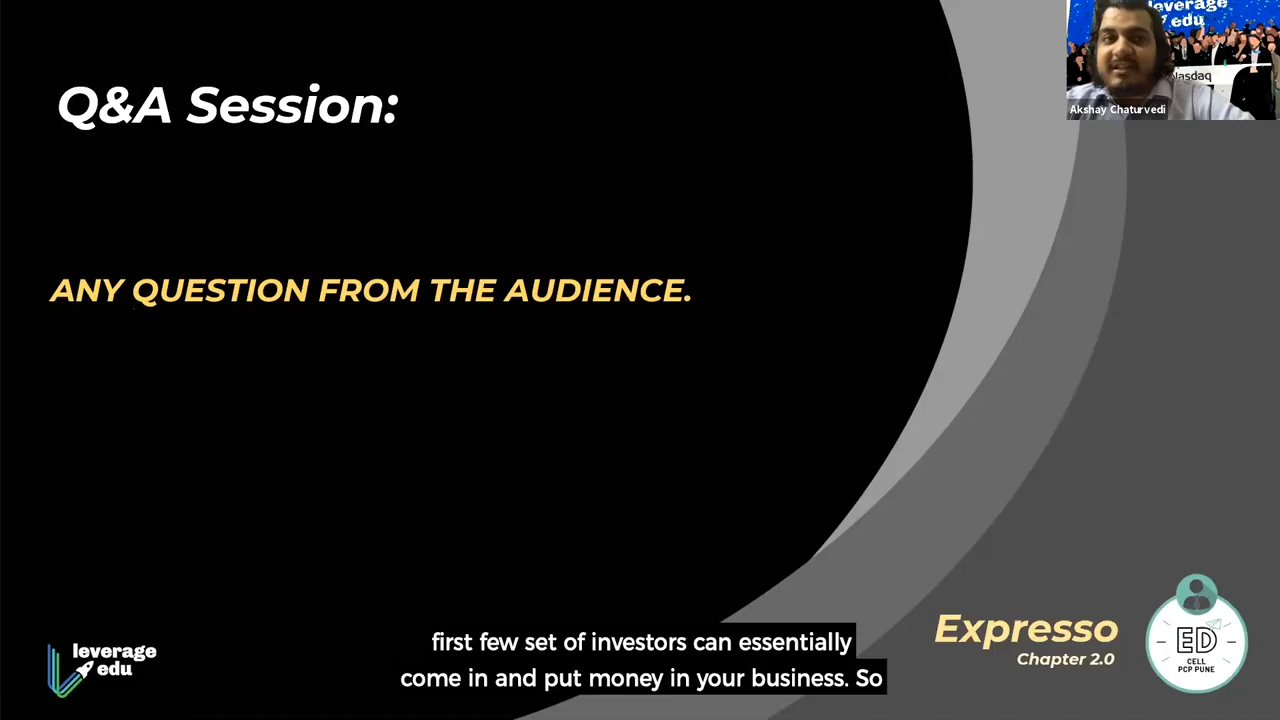 Q&A Session:
leverage
edu
Nasdaq
Akshay Chaturvedi
ANY QUESTION FROM THE AUDIENCE.
first few set of investors can essentially
come in and put money in your business. So
leverage
edu
Expresso
Chapter 2.0
ED
CELL
PCP PUNE